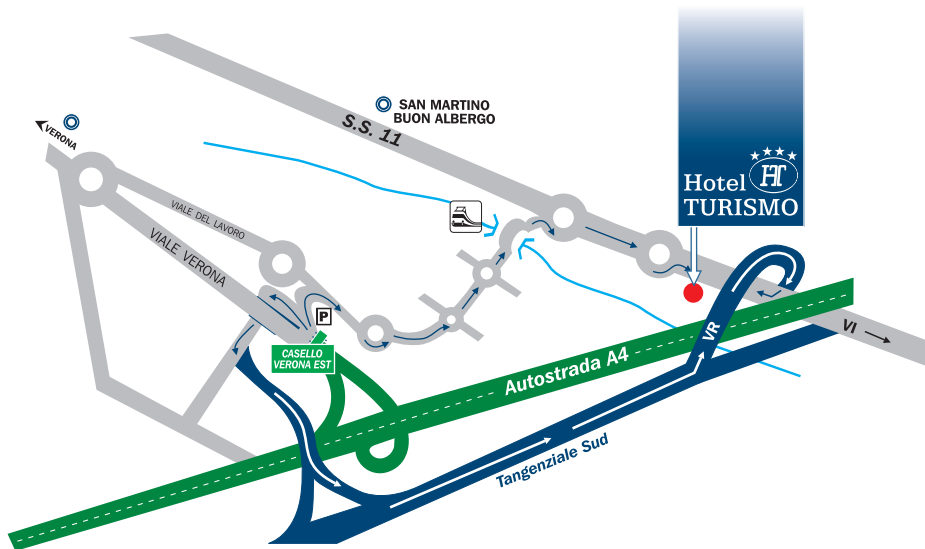 SAN MARTINO
BUON ALBERGO
S.S. 11
VERONA
VIALE DEL LAVORO
VIALE VERONA
Hotel
HT
TURISMO
P
CASELLO
VERONA EST
Autostrada A4
VR
VI
Tangenziale Sud